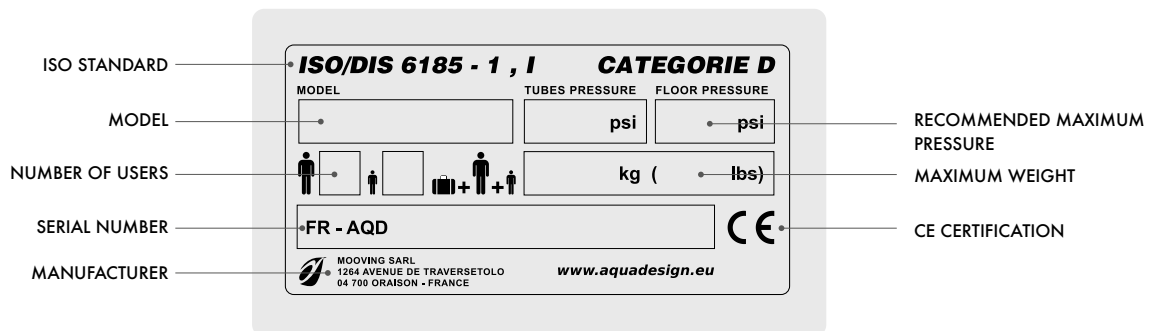 ISO STANDARD
ISO/DIS 6185 - 1 , I CATEGORIE D
MODEL TUBES PRESSURE FLOOR PRESSURE
MODEL
psi psi
RECOMMENDED MAXIMUM
PRESSURE
NUMBER OF USERS
+ + kg ( lbs)
MAXIMUM WEIGHT
SERIAL NUMBER
FR - AQD
CE
CE CERTIFICATION
MANUFACTURER
MOOVING SARL
1264 AVENUE DE TRAVERSETOLO
04 700 ORAISON - FRANCE
www.aquadesign.eu